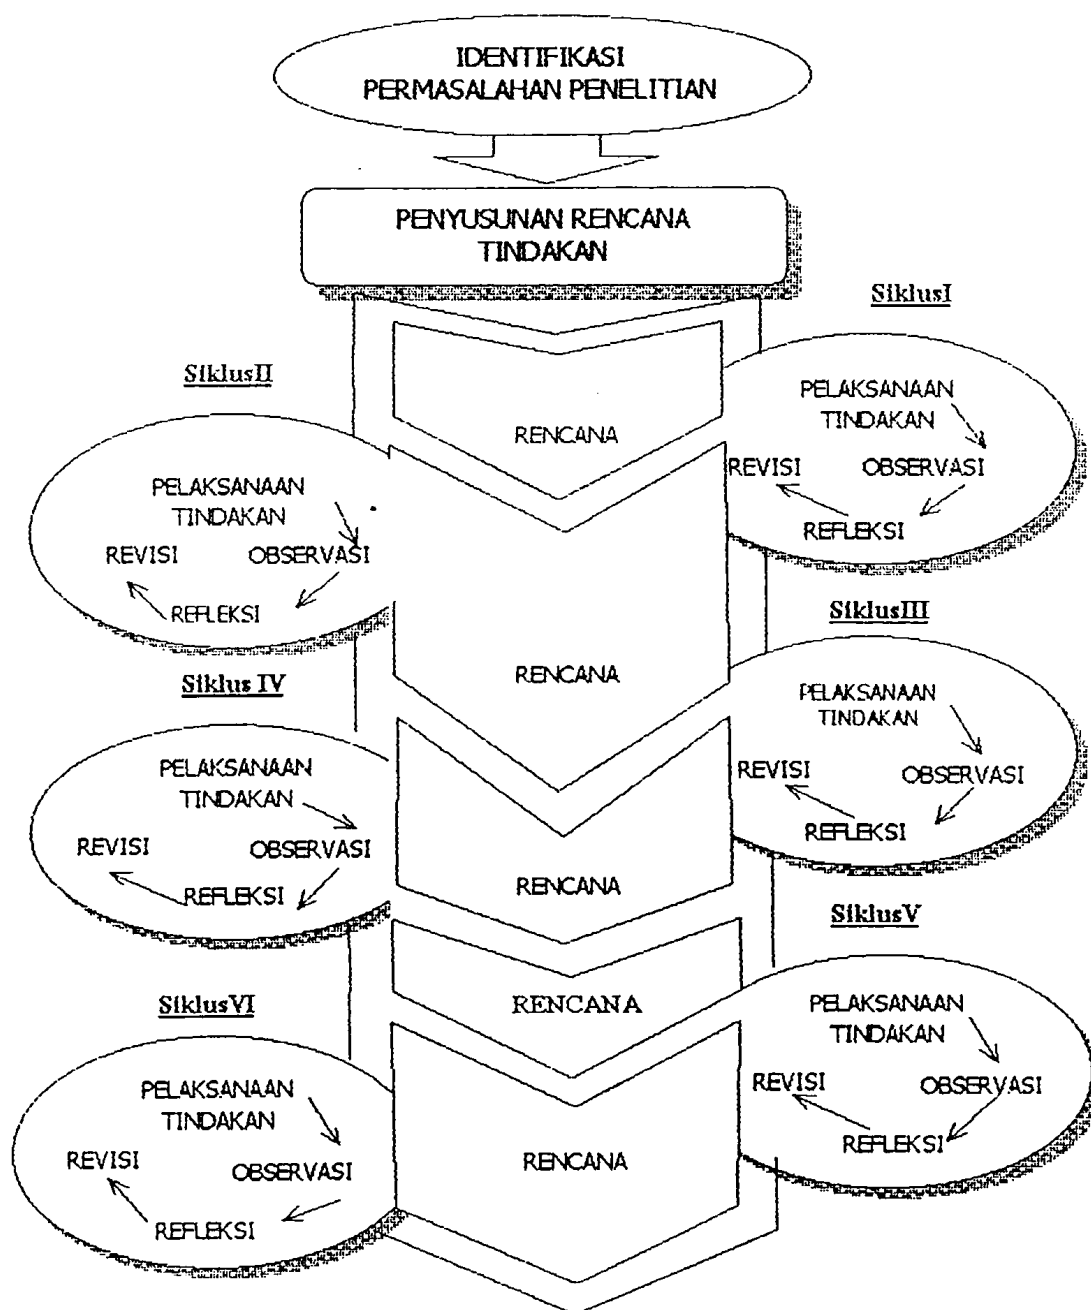 IDENTIFIKASI
PERMASALAHAN PENELITIAN
PENYUSUNAN RENCANA
TINDAKAN
SiklusI
PELAKSANAAN
TINDAKAN
REVISI
OBSERVASI
REFLEKSI
RENCANA
SiklusII
PELAKSANAAN
TINDAKAN
REVISI
OBSERVASI
REFLEKSI
RENCANA
SiklusIII
PELAKSANAAN
TINDAKAN
REVISI
OBSERVASI
REFLEKSI
RENCANA
Siklus IV
PELAKSANAAN
TINDAKAN
REVISI
OBSERVASI
REFLEKSI
RENCANA
SiklusV
PELAKSANAAN
TINDAKAN
REVISI
OBSERVASI
REFLEKSI
RENCANA
SiklusVI
PELAKSANAAN
TINDAKAN
REVISI
OBSERVASI
REFLEKSI